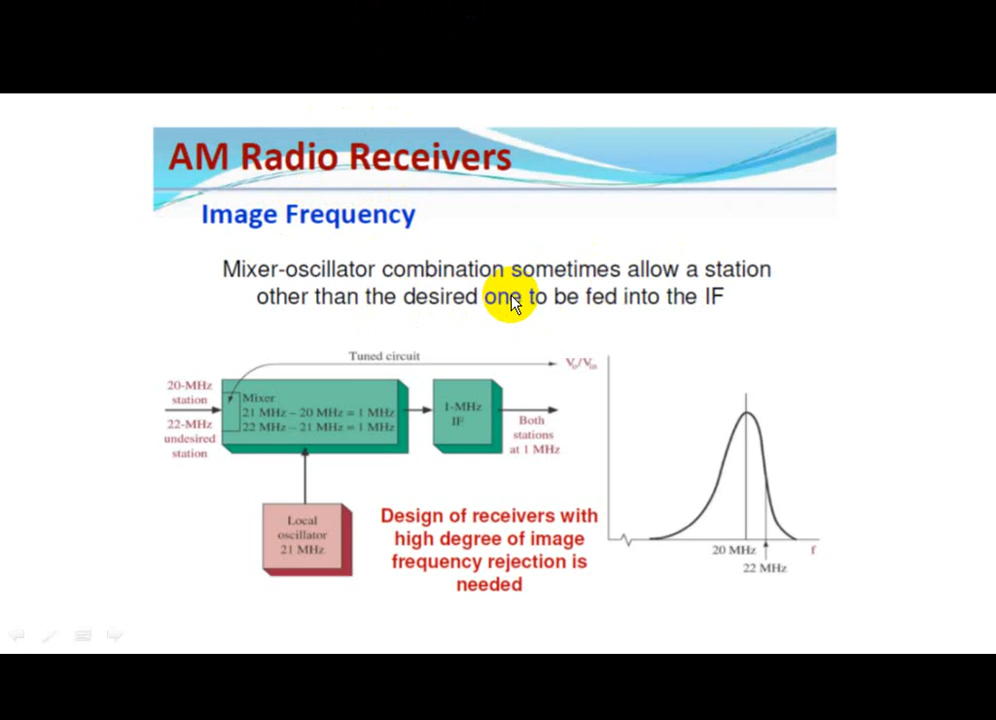 AM Radio Receivers
Image Frequency
Mixer-oscillator combination sometimes allow a station
other than the desired one to be fed into the IF
Tuned circuit
Vo/Vin
20-MHz
station
22-MHz
undesired
station
Mixer
21 MHz – 20 MHz = 1 MHz
22 MHz – 21 MHz = 1 MHz
1-MHz
IF
Both
stations
at 1 MHz
Local
oscillator
21 MHz
Design of receivers with
high degree of image
frequency rejection is
needed
20 MHz
f
22 MHz